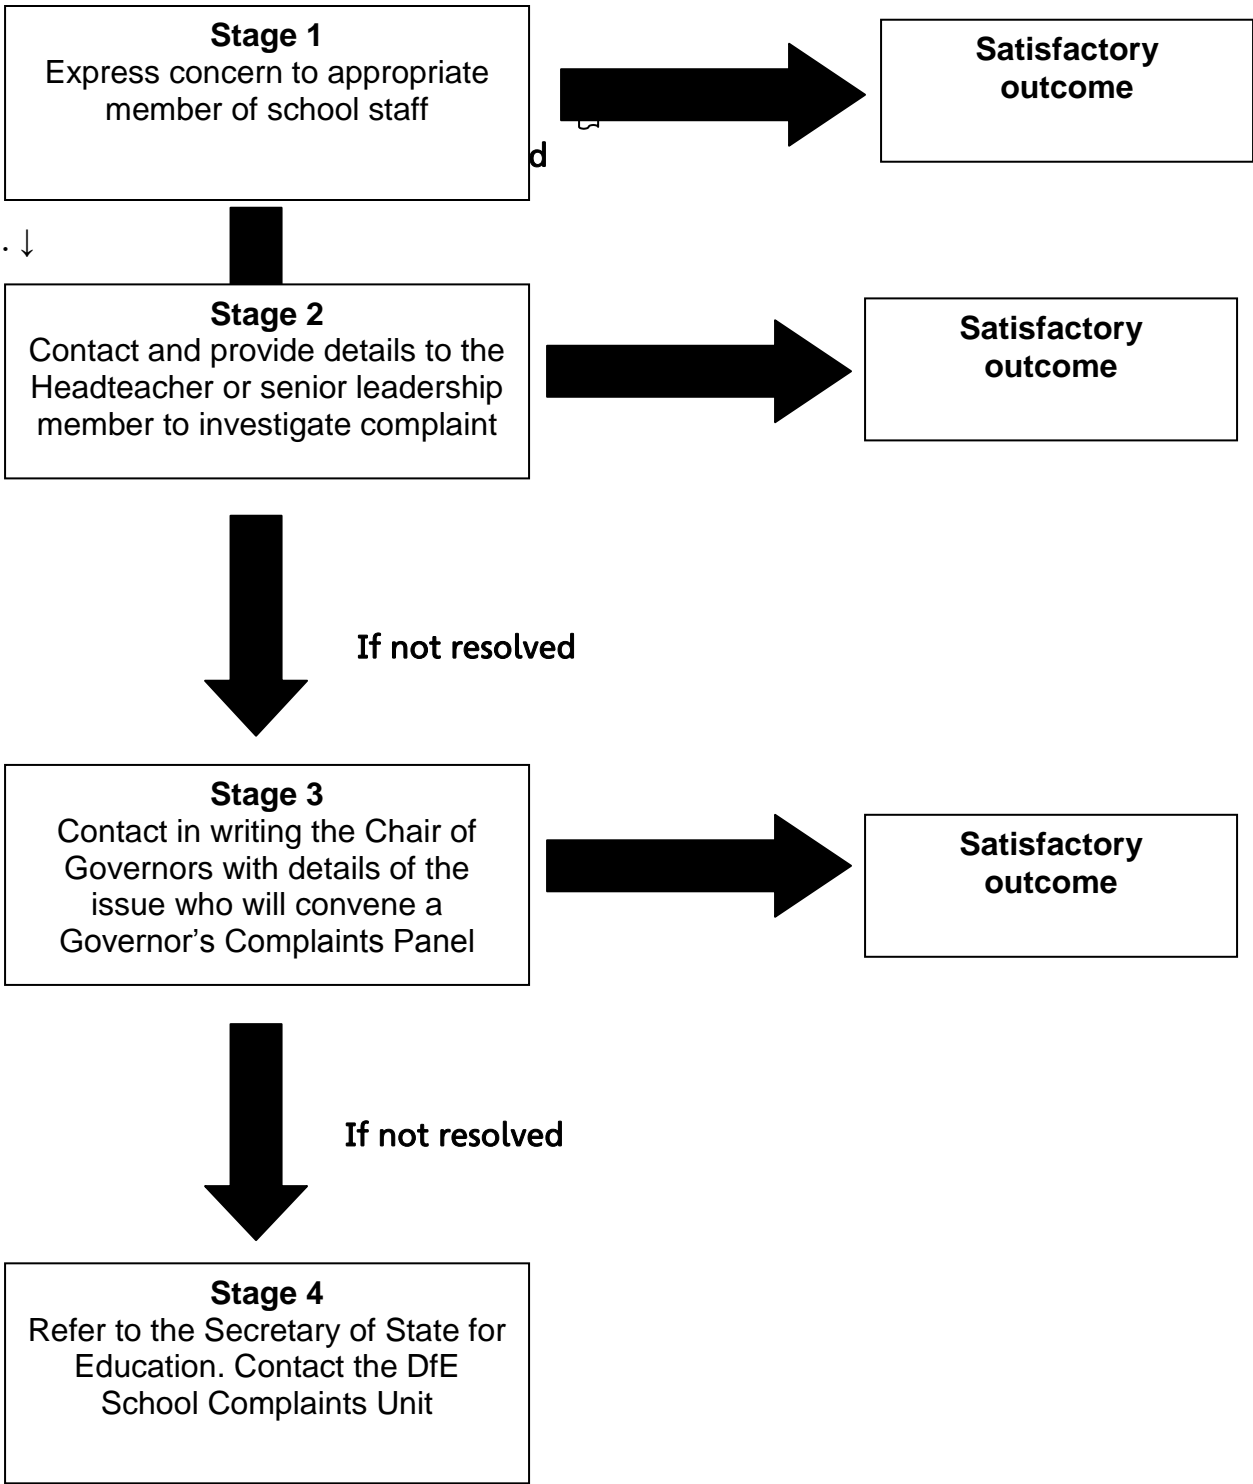 Stage 1
Express concern to appropriate
member of school staff
Satisfactory
outcome
d
. ↓
Stage 2
Contact and provide details to the
Headteacher or senior leadership
member to investigate complaint
Satisfactory
outcome
If not resolved
Stage 3
Contact in writing the Chair of
Governors with details of the
issue who will convene a
Governor’s Complaints Panel
Satisfactory
outcome
If not resolved
Stage 4
Refer to the Secretary of State for
Education. Contact the DfE
School Complaints Unit